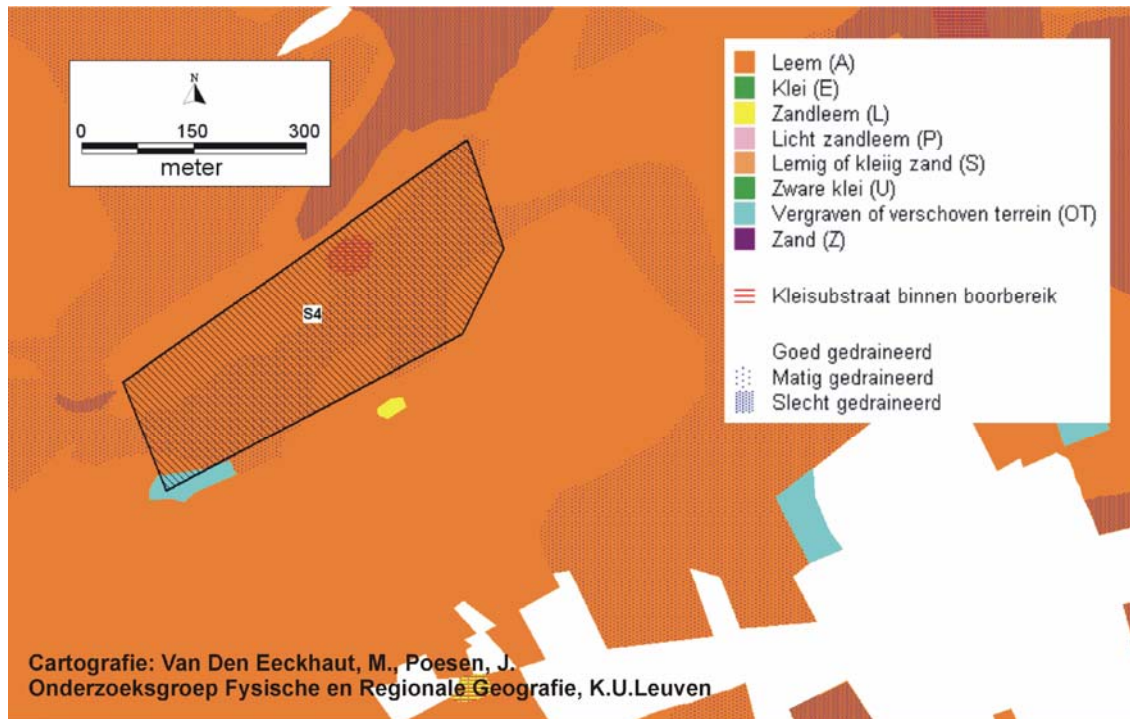 N
0 150 300
meter
S4
Leem (A)
Klei (E)
Zandleem (L)
Licht zandleem (P)
Lemig of kleiig zand (S)
Zware klei (U)
Vergraven of verschoven terrein (OT)
Zand (Z)
Kleisubstraat binnen boorbereik
Goed gedraineerd
Matig gedraineerd
Slecht gedraineerd
Cartografie: Van Den Eeckhaut, M., Poesen, J.
Onderzoeksgroep Fysische en Regionale Geografie, K.U.Leuven